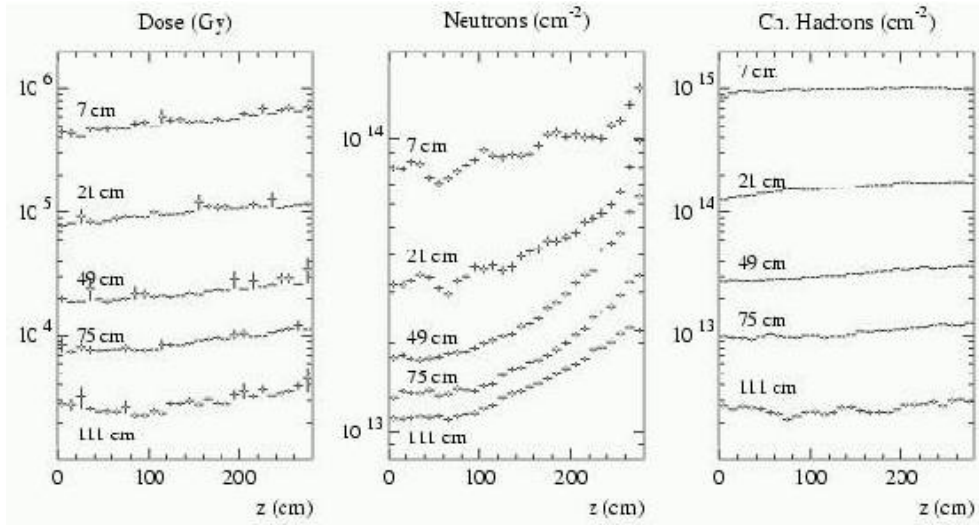 Dose (Gy)
10^6
10^5
10^4
7 cm
21 cm
49 cm
75 cm
111 cm
0 100 200
z (cm)
Neutrons (cm^-2)
10^14
10^13
7 cm
21 cm
49 cm
75 cm
111 cm
0 100 200
z (cm)
Ch. Hadrons (cm^-2)
10^15
10^14
10^13
7 cm
21 cm
49 cm
75 cm
111 cm
0 100 200
z (cm)